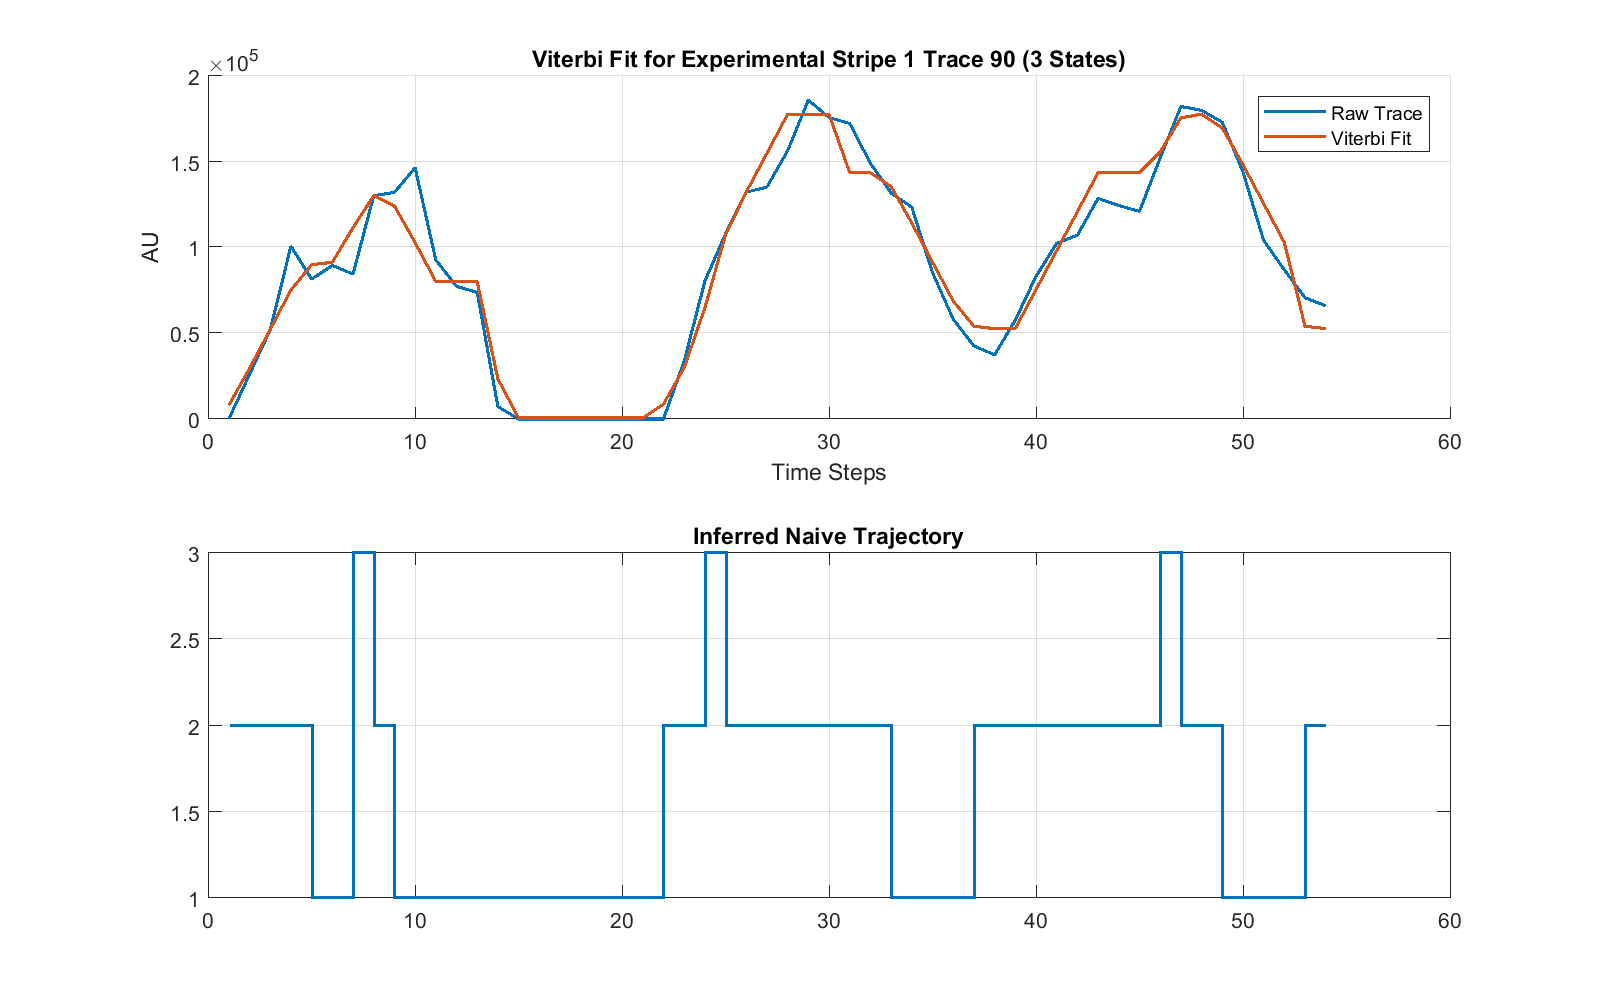 Viterbi Fit for Experimental Stripe 1 Trace 90 (3 States)
×10^5
2
1.5
1
0.5
0
AU
Raw Trace
Viterbi Fit
0 10 20 30 40 50 60
Time Steps
Inferred Naive Trajectory
3
2.5
2
1.5
1
0 10 20 30 40 50 60